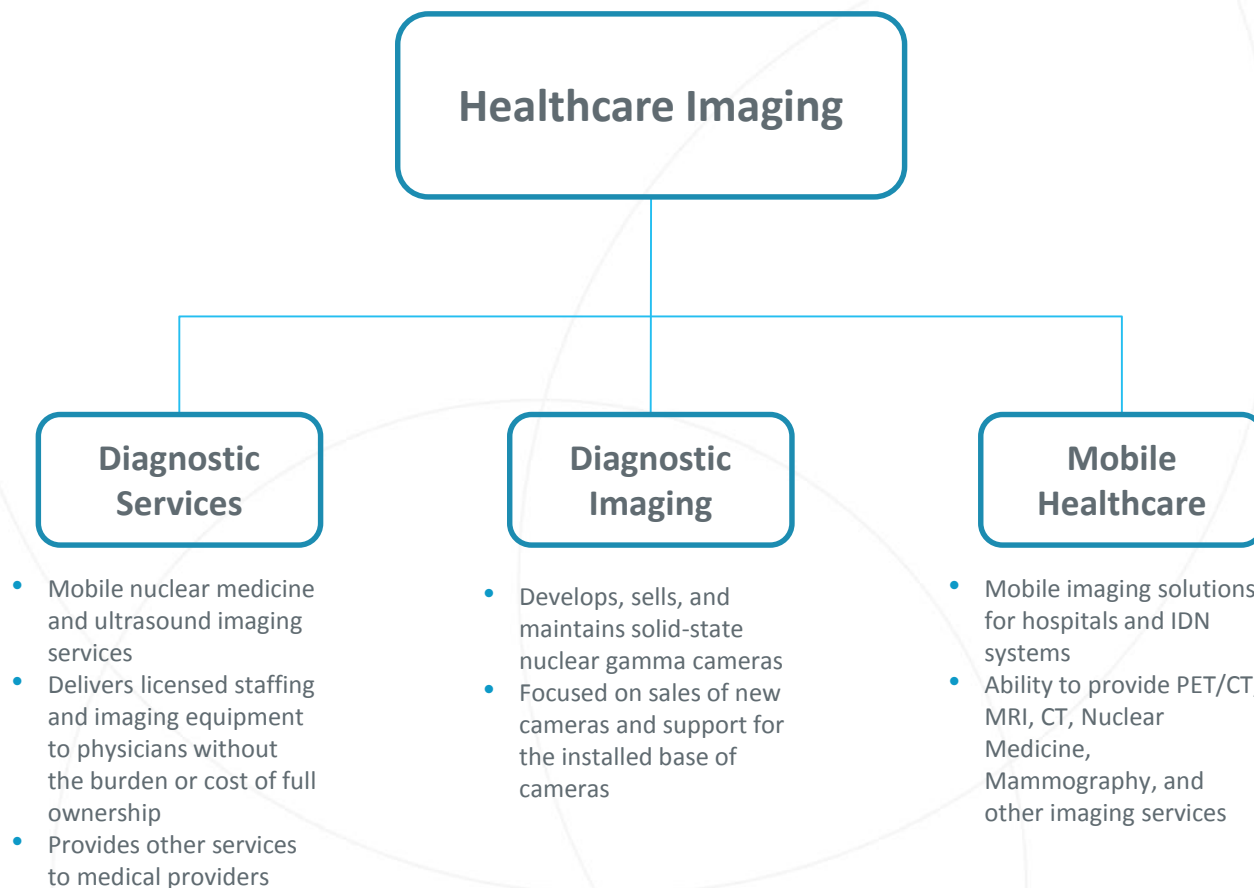 Healthcare Imaging
Diagnostic
Services
• Mobile nuclear medicine
and ultrasound imaging
services
• Delivers licensed staffing
and imaging equipment
to physicians without
the burden or cost of full
ownership
• Provides other services
to medical providers
Diagnostic
Imaging
• Develops, sells, and
maintains solid-state
nuclear gamma cameras
• Focused on sales of new
cameras and support for
the installed base of
cameras
Mobile
Healthcare
• Mobile imaging solutions
for hospitals and IDN
systems
• Ability to provide PET/CT,
MRI, CT, Nuclear
Medicine,
Mammography, and
other imaging services